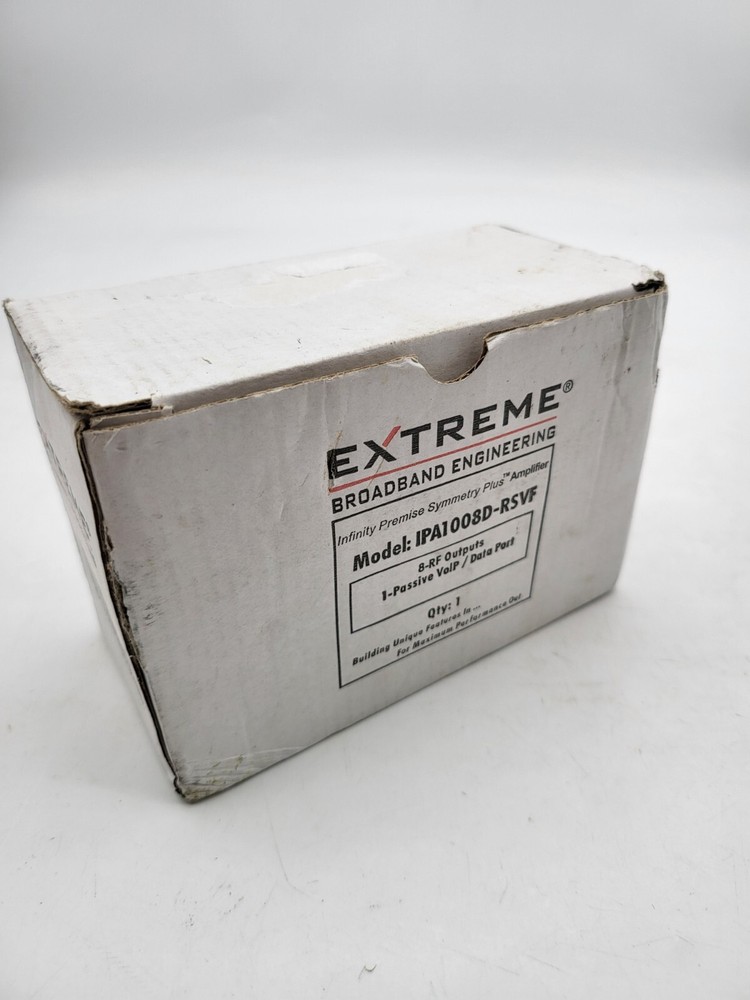 EXTREME®
BROADBAND ENGINEERING
Infinity Premise Symmetry Plus™ Amplifier
Model: IPA1008D-RSVF
8-RF Outputs
1-Passive VoIP / Data Port
Qty: 1
Building Unique Features In ...
For Maximum Performance Out